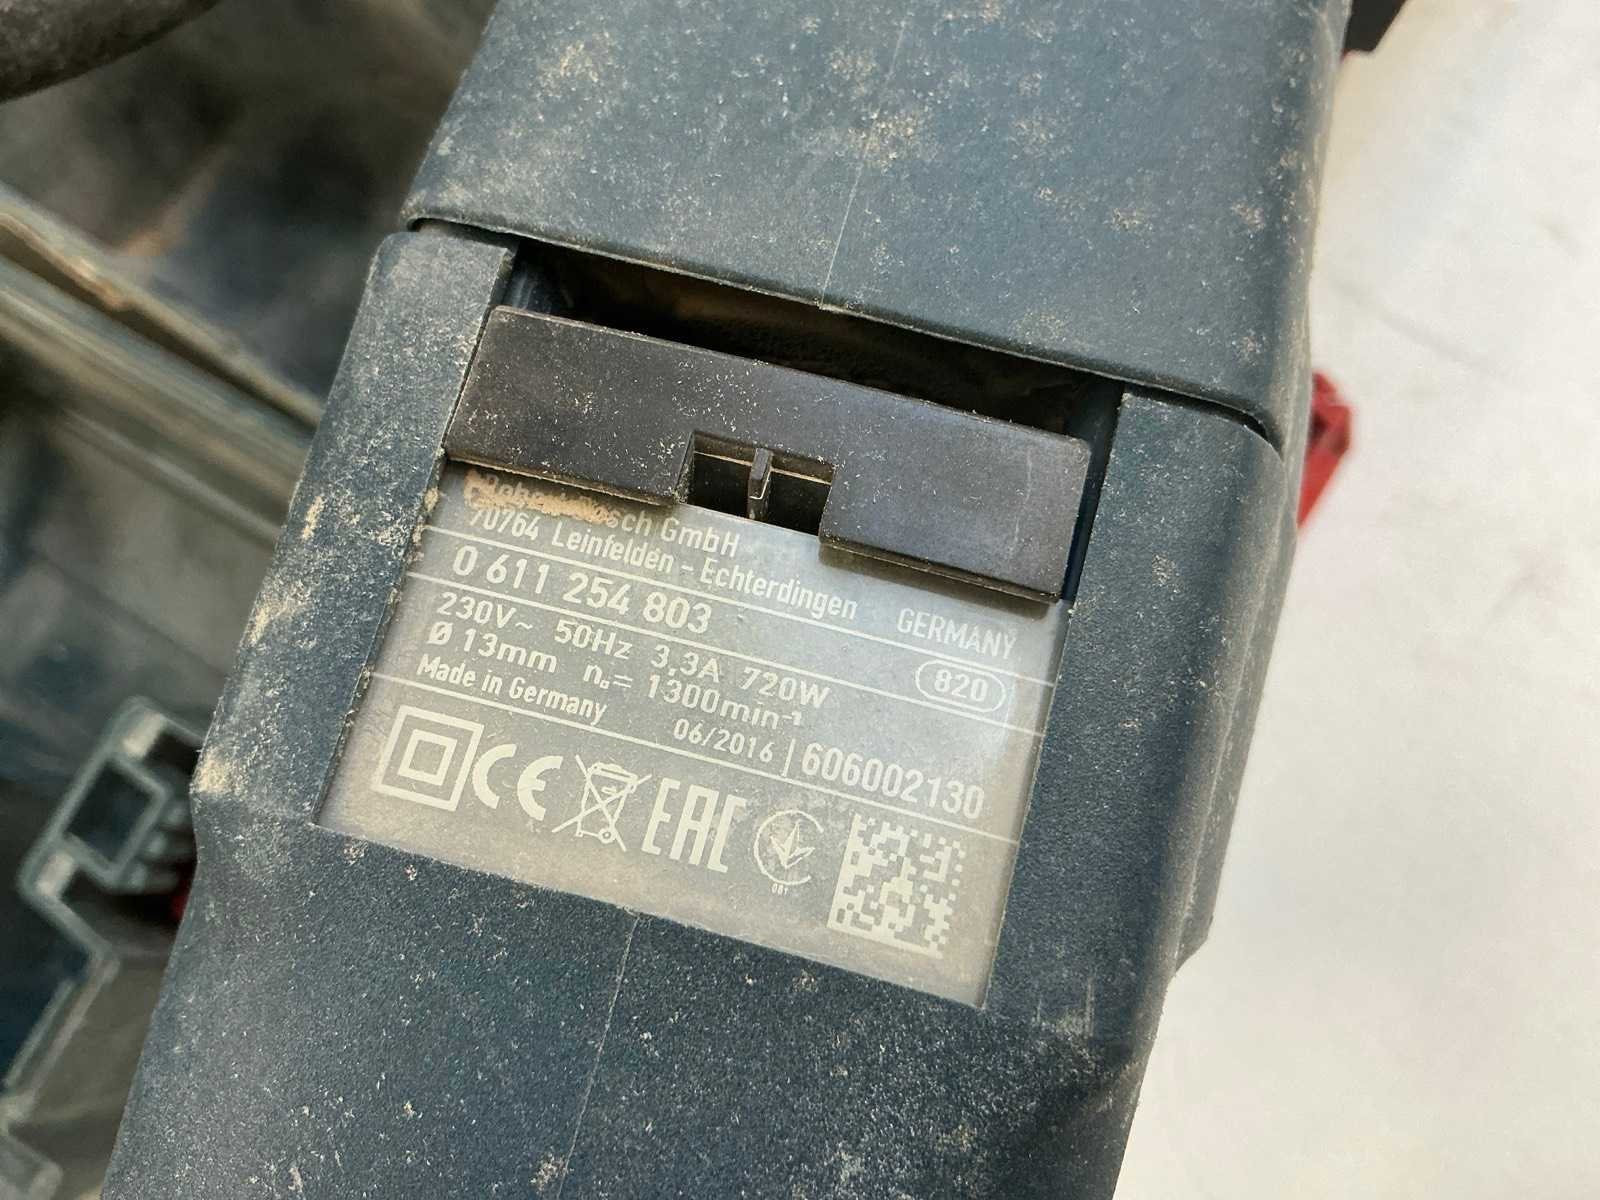 Robert Bosch GmbH
70764 Leinfelden - Echterdingen GERMANY
0 611 254 803 820
230V~ 50Hz 3,3A 720W
Ø 13mm n₀= 1300min⁻¹
Made in Germany 06/2016 | 606002130
CE EAC
081